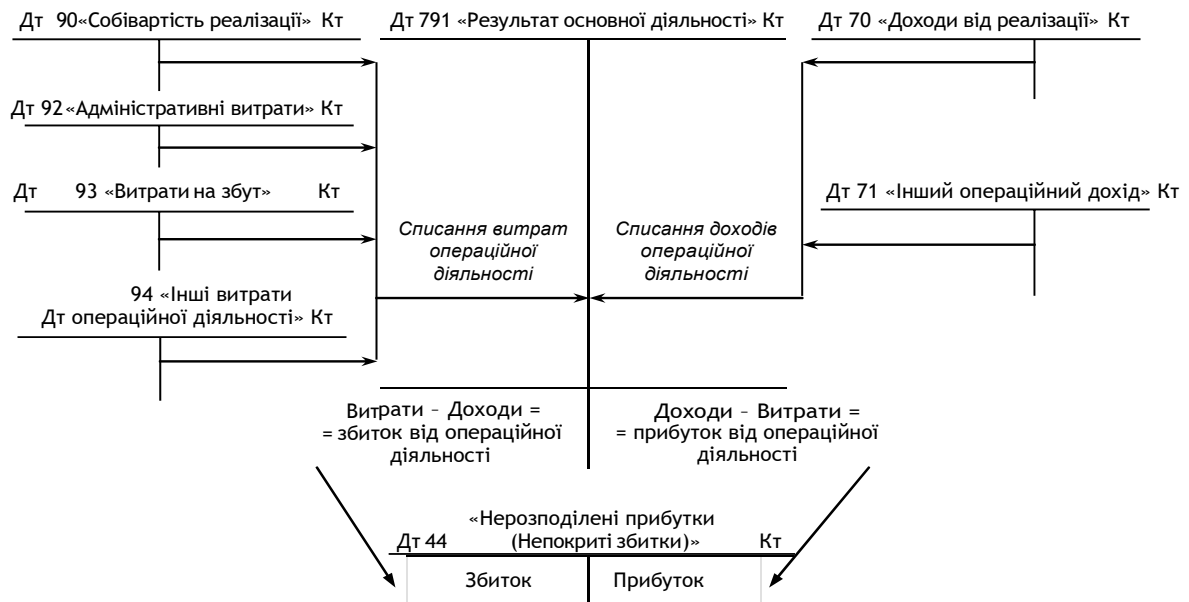 Дт 90 «Собівартість реалізації» Кт
Дт 791 «Результат основної діяльності» Кт
Дт 70 «Доходи від реалізації» Кт
Дт 92 «Адміністративні витрати» Кт
Дт 93 «Витрати на збут» Кт
Дт 71 «Інший операційний дохід» Кт
Списання витрат
операційної
діяльності
Списання доходів
операційної
діяльності
94 «Інші витрати
Дт операційної діяльності» Кт
Витрати – Доходи =
= збиток від операційної
діяльності
Доходи – Витрати =
= прибуток від операційної
діяльності
«Нерозподілені прибутки
Дт 44 (Непокриті збитки)» Кт
Збиток
Прибуток